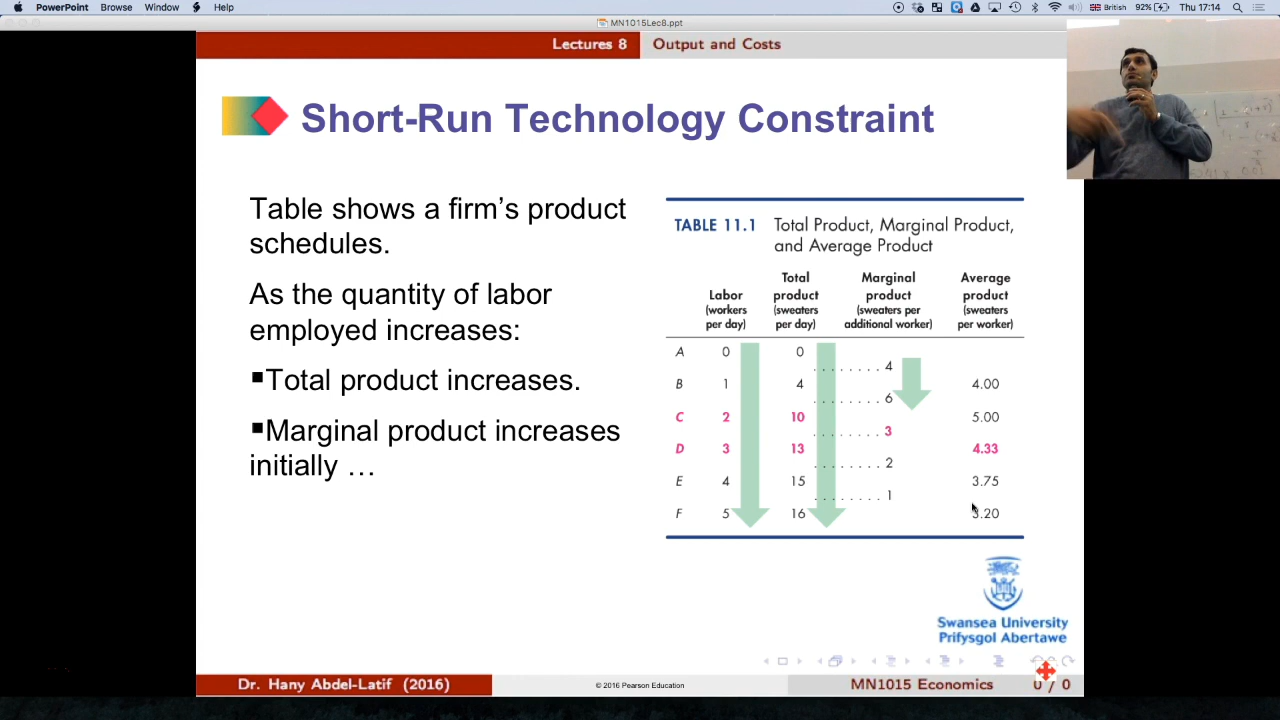 PowerPoint Browse Window Help
British 92% Thu 17:14
MN1015Lec8.ppt
Lectures 8 Output and Costs
Short-Run Technology Constraint
Table shows a firm's product
schedules.
As the quantity of labor
employed increases:
▪Total product increases.
▪Marginal product increases
initially …
TABLE 11.1 Total Product, Marginal Product,
and Average Product
Labor
(workers
per day)
Total
product
(sweaters
per day)
Marginal
product
(sweaters per
additional worker)
Average
product
(sweaters
per worker)
A 0 0
. . . . . . . . 4
B 1 4 4.00
. . . . . . . . 6
C 2 10 5.00
. . . . . . . . 3
D 3 13 4.33
. . . . . . . . 2
E 4 15 3.75
. . . . . . . . 1
F 5 16 3.20
Swansea University
Prifysgol Abertawe
Dr. Hany Abdel-Latif (2016) © 2016 Pearson Education MN1015 Economics 0 / 0